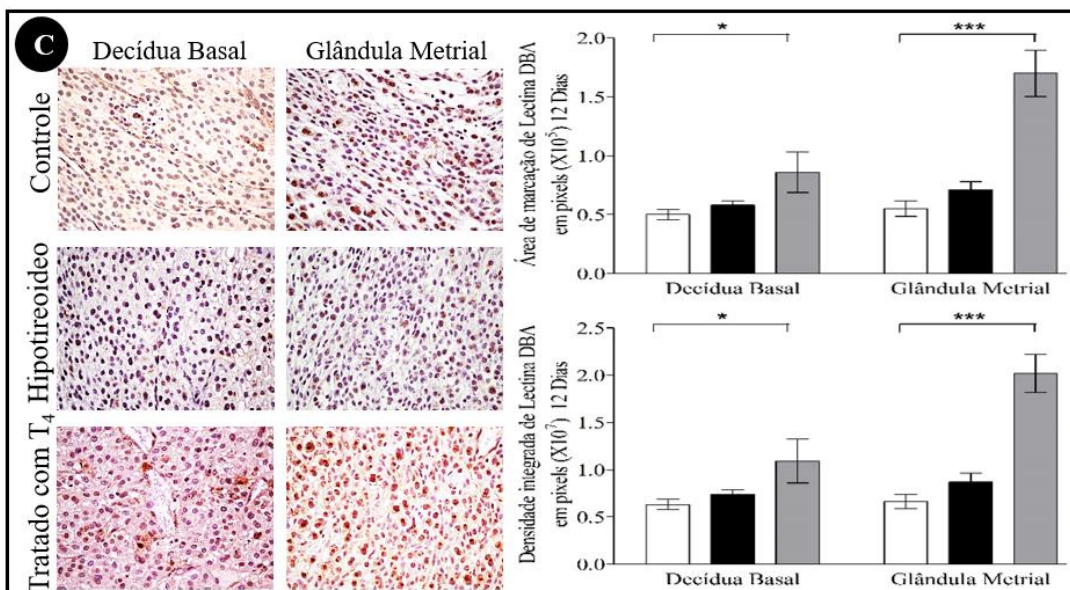 C
Decídua Basal
Glândula Metrial
Controle
Hipotireoideo
Tratado com T4
Área de marcação de Lectina DBA
em pixels (X10⁵) 12 Dias
2.0
1.5
1.0
0.5
0.0
*
***
Decídua Basal
Glândula Metrial
Densidade integrada de Lectina DBA
em pixels (X10⁷) 12 Dias
2.5
2.0
1.5
1.0
0.5
0.0
*
***
Decídua Basal
Glândula Metrial